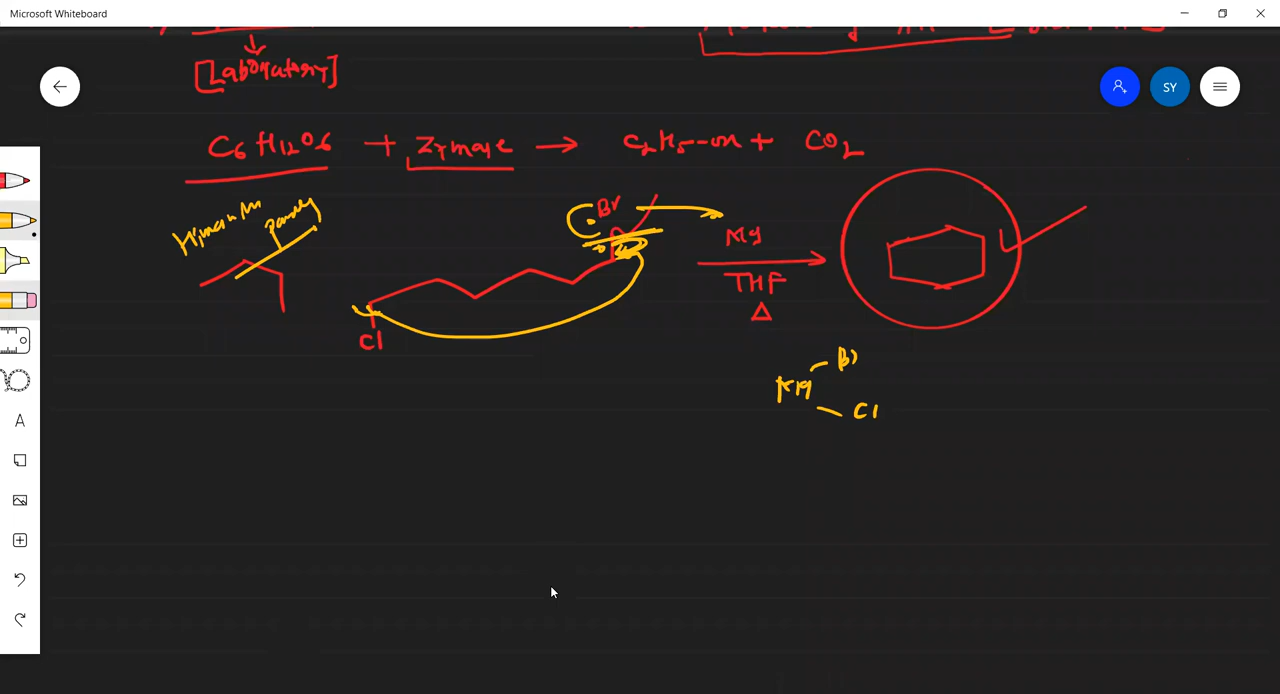 Microsoft Whiteboard
[Laboratory]
SY
C6H12O6 + Zymase → C2H5-OH + CO2
Br
Mg
THF
Δ
Cl
Mg
Br
Cl
A